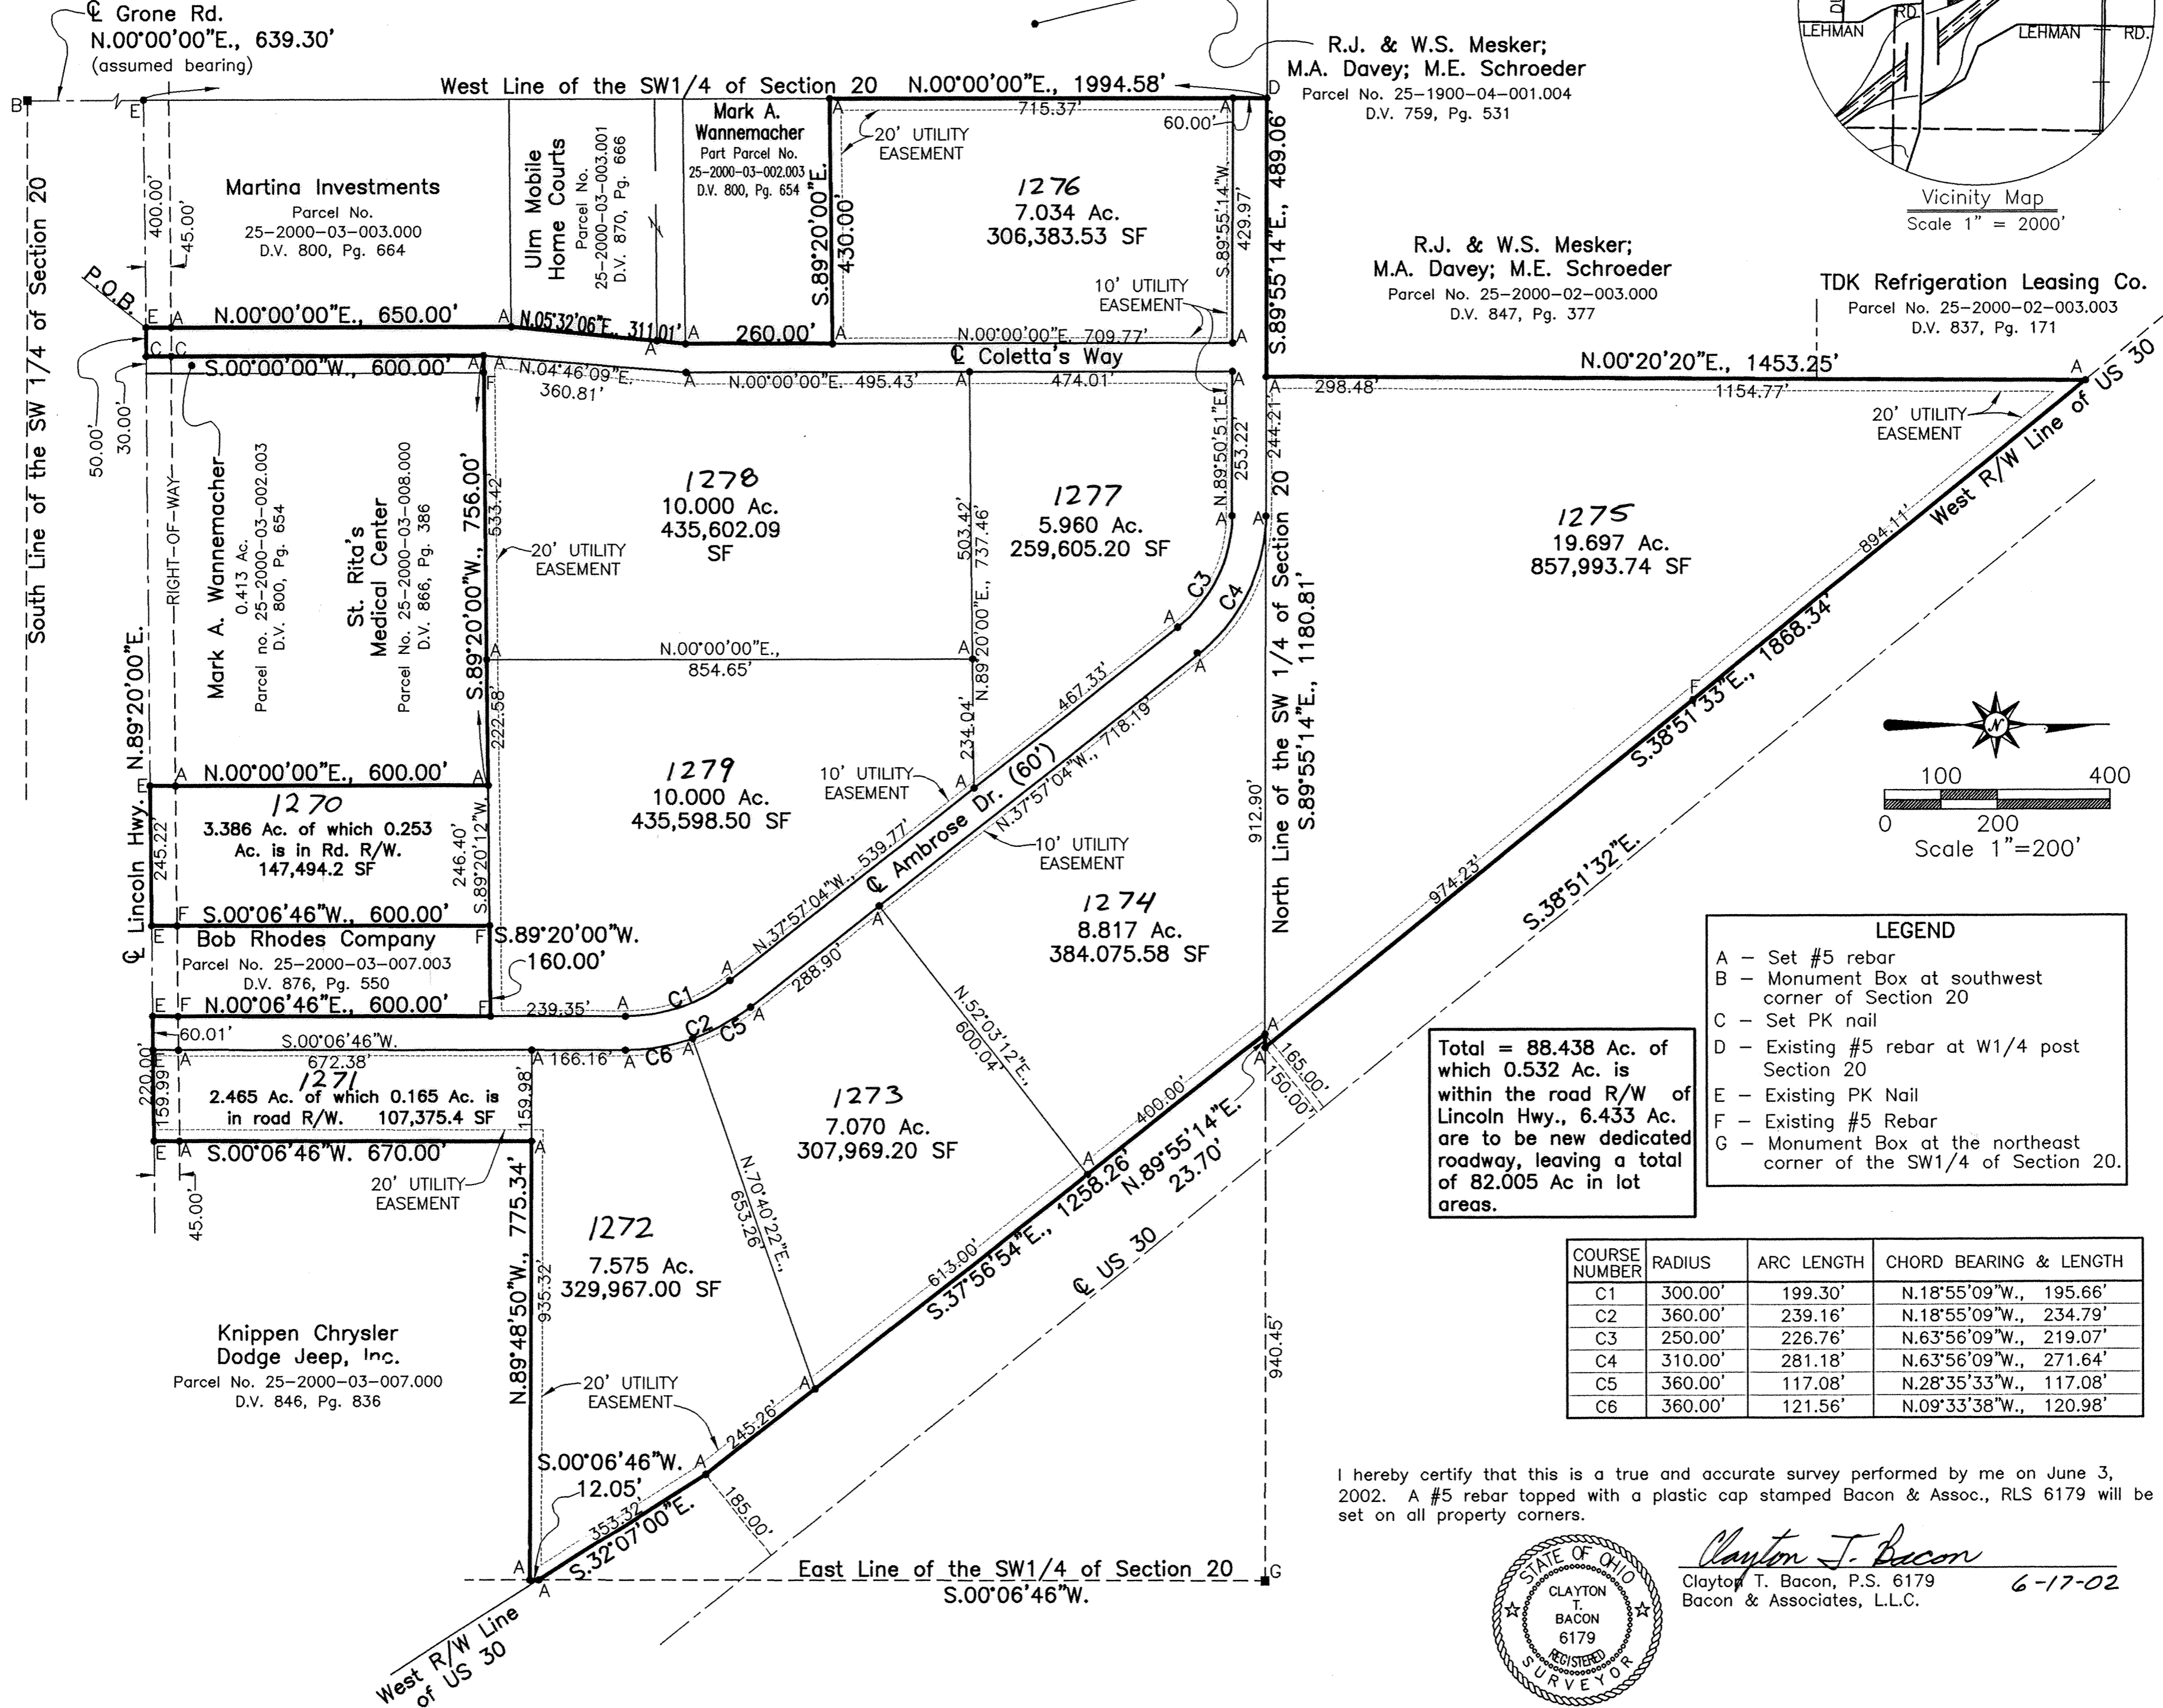 ℄ Grone Rd.
N.00°00'00"E., 639.30'
(assumed bearing)
West Line of the SW1/4 of Section 20 N.00°00'00"E., 1994.58'
B
E
D
R.J. & W.S. Mesker;
M.A. Davey; M.E. Schroeder
Parcel No. 25-1900-04-001.004
D.V. 759, Pg. 531
LEHMAN
RD.
LEHMAN RD.
Vicinity Map
Scale 1" = 2000'
South Line of the SW 1/4 of Section 20
400.00'
45.00'
Martina Investments
Parcel No.
25-2000-03-003.000
D.V. 800, Pg. 664
Ulm Mobile
Home Courts
Parcel No.
25-2000-03-003.001
D.V. 870, Pg. 666
Mark A.
Wannemacher
Part Parcel No.
25-2000-03-002.003
D.V. 800, Pg. 654
S.89°20'00"E.
430.00'
A
715.37'
A
60.00'
20' UTILITY
EASEMENT
1276
7.034 Ac.
306,383.53 SF
S.89°55'14"W.
429.97'
S.89°55'14"E., 489.06'
10' UTILITY
EASEMENT
R.J. & W.S. Mesker;
M.A. Davey; M.E. Schroeder
Parcel No. 25-2000-02-003.000
D.V. 847, Pg. 377
TDK Refrigeration Leasing Co.
Parcel No. 25-2000-02-003.003
D.V. 837, Pg. 171
P.O.B.
E A
N.00°00'00"E., 650.00'
A
N.05°32'06"E. 311.01'
A
A
260.00'
A
N.00°00'00"E. 709.77'
A
℄ Coletta's Way
C C
S.00°00'00"W., 600.00'
A
F
A
N.04°46'09"E.
360.81'
A
N.00°00'00"E. 495.43'
A
474.01'
A
A
298.48'
N.00°20'20"E., 1453.25'
1154.77'
A
20' UTILITY
EASEMENT
West R/W Line of US 30
50.00'
30.00'
RIGHT-OF-WAY
Mark A. Wannemacher
0.413 Ac.
Parcel no. 25-2000-03-002.003
D.V. 800, Pg. 654
St. Rita's
Medical Center
Parcel No. 25-2000-03-008.000
D.V. 866, Pg. 386
S.89°20'00"W., 756.00'
533.42'
20' UTILITY
EASEMENT
1278
10.000 Ac.
435,602.09
SF
503.42'
N.89°20'00"E., 737.46'
1277
5.960 Ac.
259,605.20 SF
N.89°50'51"E.
253.22'
244.21'
A
A
C3
C4
A
A
North Line of the SW 1/4 of Section 20
S.89°55'14"E., 1180.81'
912.90'
1275
19.697 Ac.
857,993.74 SF
894.11'
F
S.38°51'33"E., 1868.34'
974.23'
S.38°51'32"E.
A
N.00°00'00"E.,
854.65'
A
222.58'
234.04'
467.33'
718.19'
N.37°57'04"W.,
℄ Lincoln Hwy. N.89°20'00"E.
E A
N.00°00'00"E., 600.00'
A
1270
3.386 Ac. of which 0.253
Ac. is in Rd. R/W.
147,494.2 SF
245.22'
246.40'
S.89°20'12"W.
F
S.00°06'46"W., 600.00'
E
F
1279
10.000 Ac.
435,598.50 SF
10' UTILITY
EASEMENT
A
℄ Ambrose Dr. (60')
N.37°57'04"W., 539.77'
A
10' UTILITY
EASEMENT
1274
8.817 Ac.
384.075.58 SF
N
100 400
0 200
Scale 1"=200'
Bob Rhodes Company
Parcel No. 25-2000-03-007.003
D.V. 876, Pg. 550
S.89°20'00"W.
160.00'
E F
N.00°06'46"E., 600.00'
F
239.35'
A
C1
A
288.90'
60.01'
S.00°06'46"W.
E A
672.38'
A
166.16'
A
C6
C2
A
C5
A
220.00'
159.99'
1271
2.465 Ac. of which 0.165 Ac. is
in road R/W. 107,375.4 SF
159.98'
E A
S.00°06'46"W. 670.00'
A
20' UTILITY
EASEMENT
45.00'
1273
7.070 Ac.
307,969.20 SF
N.52°03'12"E.,
600.04'
400.00'
A
A
A
165.00'
150.00'
N.89°55'14"E.
23.70'
LEGEND
A – Set #5 rebar
B – Monument Box at southwest
corner of Section 20
C – Set PK nail
D – Existing #5 rebar at W1/4 post
Section 20
E – Existing PK Nail
F – Existing #5 Rebar
G – Monument Box at the northeast
corner of the SW1/4 of Section 20.
Total = 88.438 Ac. of
which 0.532 Ac. is
within the road R/W of
Lincoln Hwy., 6.433 Ac.
are to be new dedicated
roadway, leaving a total
of 82.005 Ac in lot
areas.
N.89°48'50"W., 775.34'
935.32'
1272
7.575 Ac.
329,967.00 SF
N.70°40'22"E.,
653.26'
613.00'
S.37°56'54"E., 1258.26'
℄ US 30
940.45'
Knippen Chrysler
Dodge Jeep, Inc.
Parcel No. 25-2000-03-007.000
D.V. 846, Pg. 836
20' UTILITY
EASEMENT
A
245.26'
A
S.00°06'46"W.
12.05'
353.32'
S.32°07'00"E.
185.00'
A
A
East Line of the SW1/4 of Section 20
S.00°06'46"W.
G
West R/W Line
of US 30
COURSE NUMBER RADIUS ARC LENGTH CHORD BEARING & LENGTH
C1 300.00' 199.30' N.18°55'09"W., 195.66'
C2 360.00' 239.16' N.18°55'09"W., 234.79'
C3 250.00' 226.76' N.63°56'09"W., 219.07'
C4 310.00' 281.18' N.63°56'09"W., 271.64'
C5 360.00' 117.08' N.28°35'33"W., 117.08'
C6 360.00' 121.56' N.09°33'38"W., 120.98'
I hereby certify that this is a true and accurate survey performed by me on June 3,
2002. A #5 rebar topped with a plastic cap stamped Bacon & Assoc., RLS 6179 will be
set on all property corners.
STATE OF OHIO
CLAYTON
T.
BACON
6179
REGISTERED
SURVEYOR
Clayton T. Bacon
Clayton T. Bacon, P.S. 6179
6-17-02
Bacon & Associates, L.L.C.